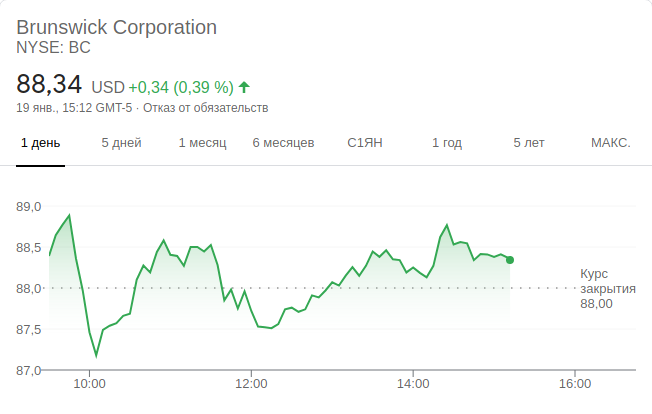 Brunswick Corporation
NYSE: BC
88,34 USD +0,34 (0,39 %)
19 янв., 15:12 GMT-5 · Отказ от обязательств
1 день 5 дней 1 месяц 6 месяцев С1ЯН 1 год 5 лет МАКС.
89,0
88,5
88,0
87,5
87,0
Курс
закрытия
88,00
10:00 12:00 14:00 16:00